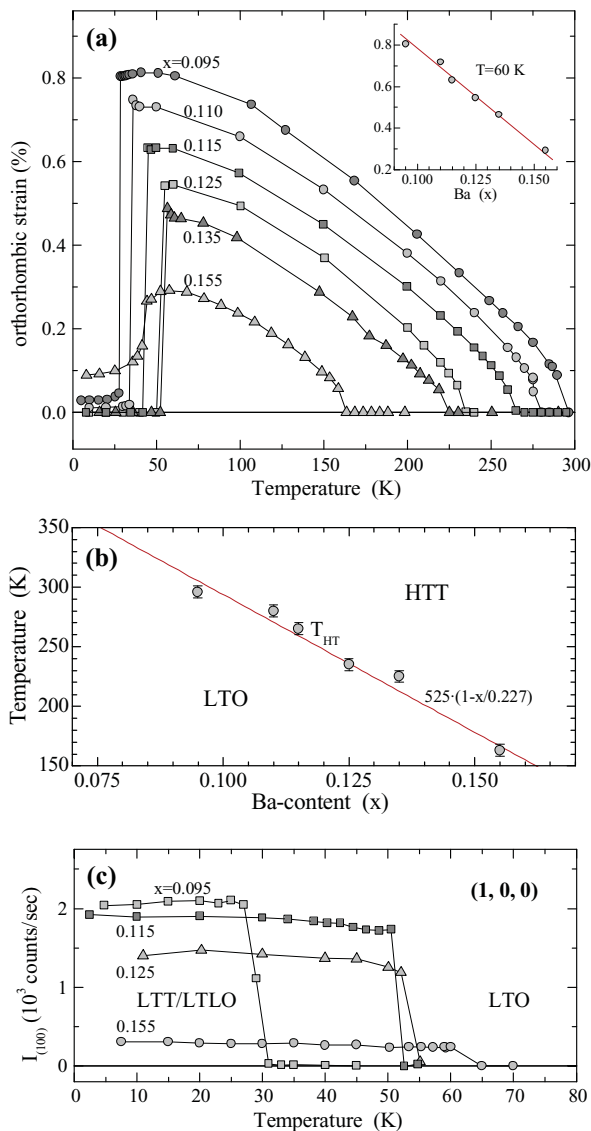 (a)
x=0.095
0.110
0.115
0.125
0.135
0.155
orthorhombic strain (%)
0.8
0.6
0.4
0.2
0.0
0 50 100 150 200 250 300
Temperature (K)
T=60 K
0.8
0.6
0.4
0.2
0.100 0.125 0.150
Ba (x)
(b)
HTT
T_HT
LTO
525·(1-x/0.227)
Temperature (K)
350
300
250
200
150
0.075 0.100 0.125 0.150
Ba-content (x)
(c)
x=0.095
(1, 0, 0)
0.115
0.125
LTT/LTLO
LTO
0.155
I_(100) (10^3 counts/sec)
2
1
0
0 10 20 30 40 50 60 70 80
Temperature (K)